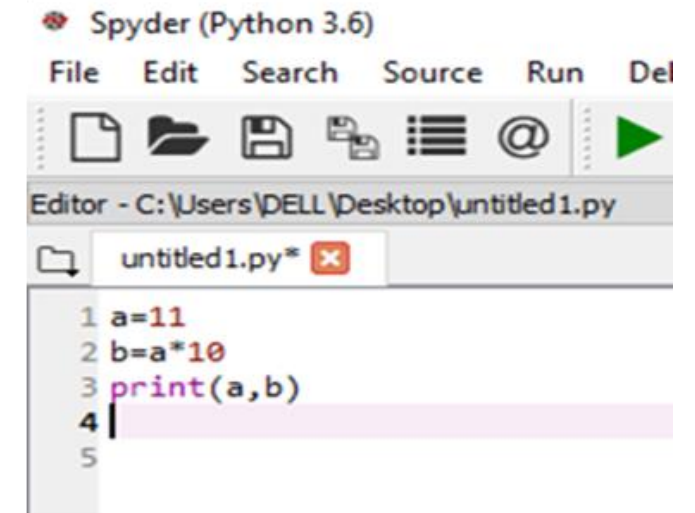 Spyder (Python 3.6)
File Edit Search Source Run
@
Editor - C:\Users\DELL\Desktop\untitled1.py
untitled1.py*
1 a=11
2 b=a*10
3 print(a,b)
4
5